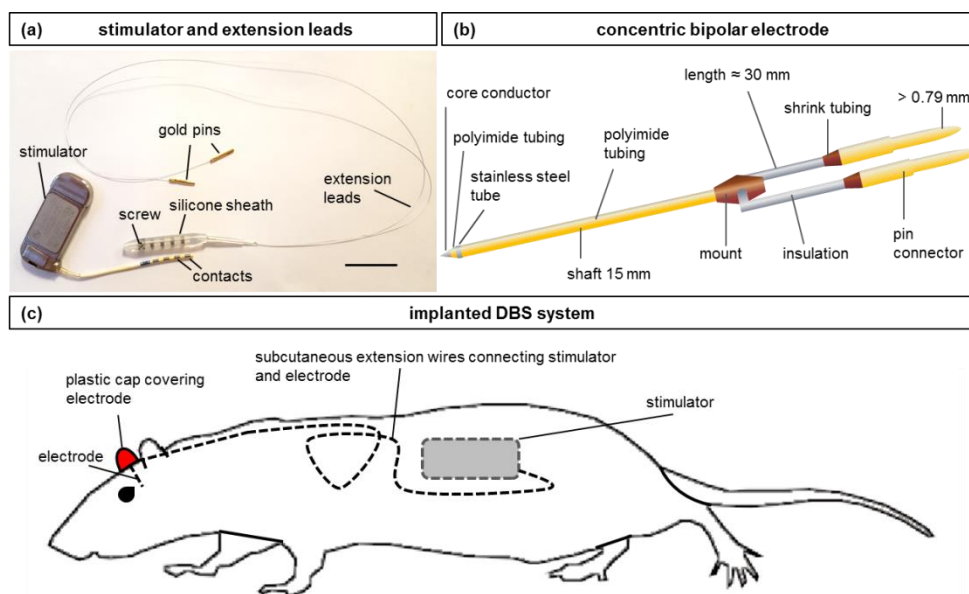 (a) stimulator and extension leads
stimulator
gold pins
screw
silicone sheath
extension
leads
contacts
(b) concentric bipolar electrode
core conductor
polyimide tubing
stainless steel
tube
polyimide
tubing
length ≈ 30 mm
shrink tubing
> 0.79 mm
shaft 15 mm
mount
insulation
pin
connector
(c) implanted DBS system
plastic cap covering
electrode
electrode
subcutaneous extension wires connecting stimulator
and electrode
stimulator